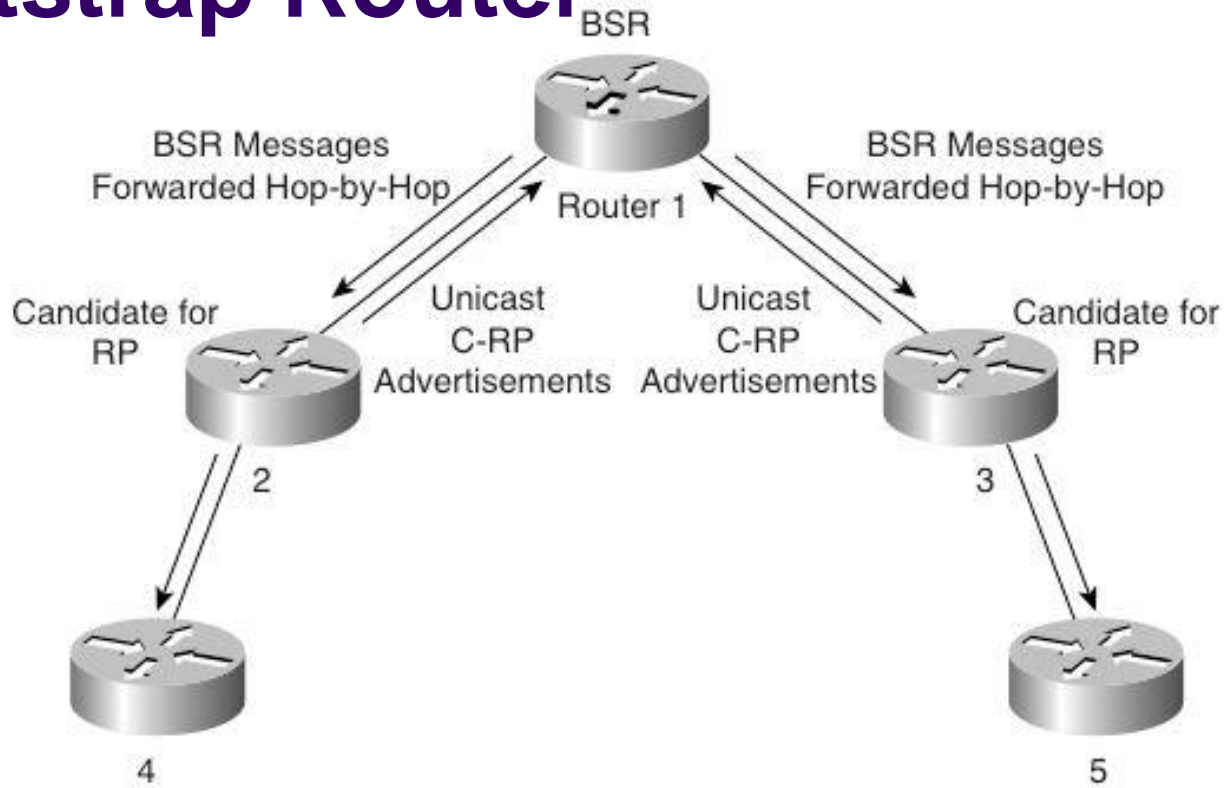 Router
BSR
BSR Messages
Forwarded Hop-by-Hop
BSR Messages
Forwarded Hop-by-Hop
Router 1
Candidate for
RP
Unicast
C-RP
Advertisements
Unicast
C-RP
Advertisements
Candidate for
RP
2
3
4
5